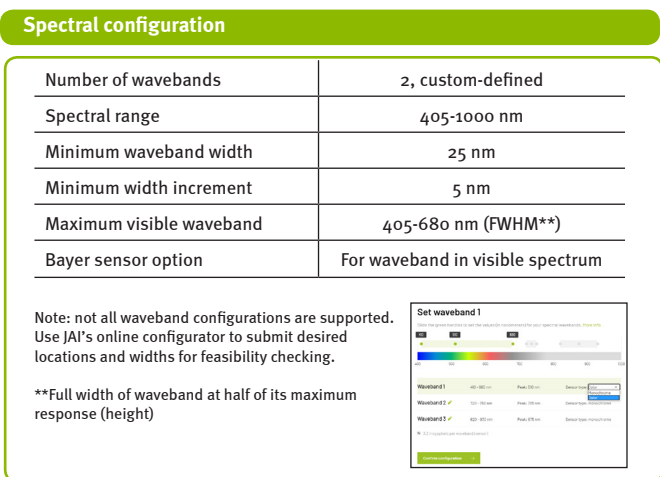 Spectral configuration
Number of wavebands 2, custom-defined
Spectral range 405-1000 nm
Minimum waveband width 25 nm
Minimum width increment 5 nm
Maximum visible waveband 405-680 nm (FWHM**)
Bayer sensor option For waveband in visible spectrum
Note: not all waveband configurations are supported.
Use JAI's online configurator to submit desired
locations and widths for feasibility checking.
**Full width of waveband at half of its maximum
response (height)
Set waveband 1
Waveband 1
Waveband 2
Waveband 3